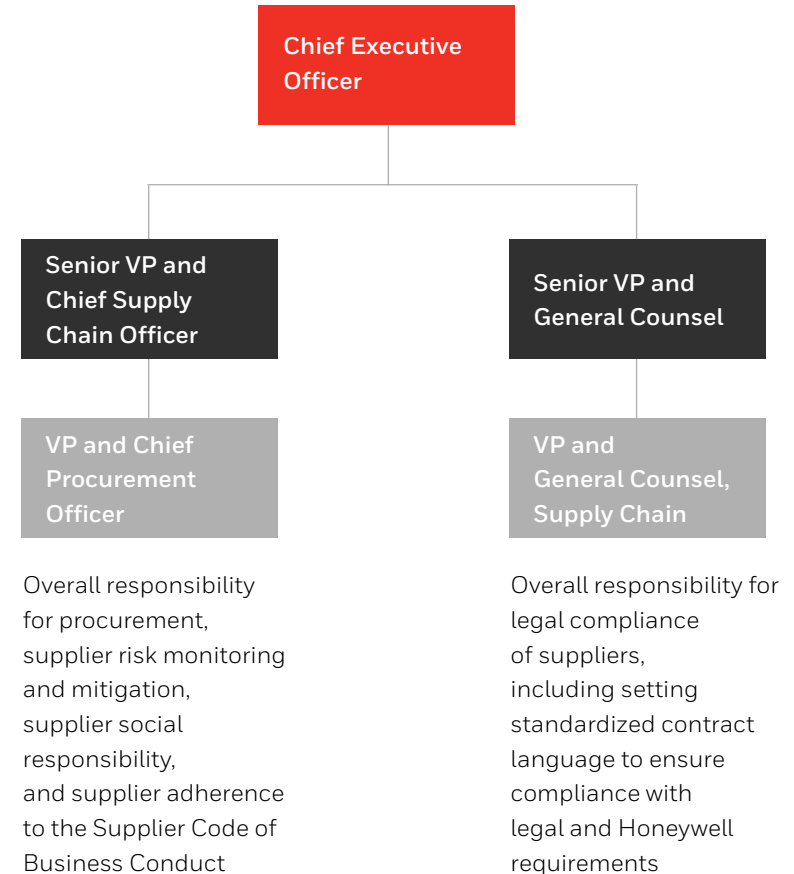 Chief Executive
Officer
Senior VP and
Chief Supply
Chain Officer
Senior VP and
General Counsel
VP and Chief
Procurement
Officer
VP and
General Counsel,
Supply Chain
Overall responsibility
for procurement,
supplier risk monitoring
and mitigation,
supplier social
responsibility,
and supplier adherence
to the Supplier Code of
Business Conduct
Overall responsibility for
legal compliance
of suppliers,
including setting
standardized contract
language to ensure
compliance with
legal and Honeywell
requirements